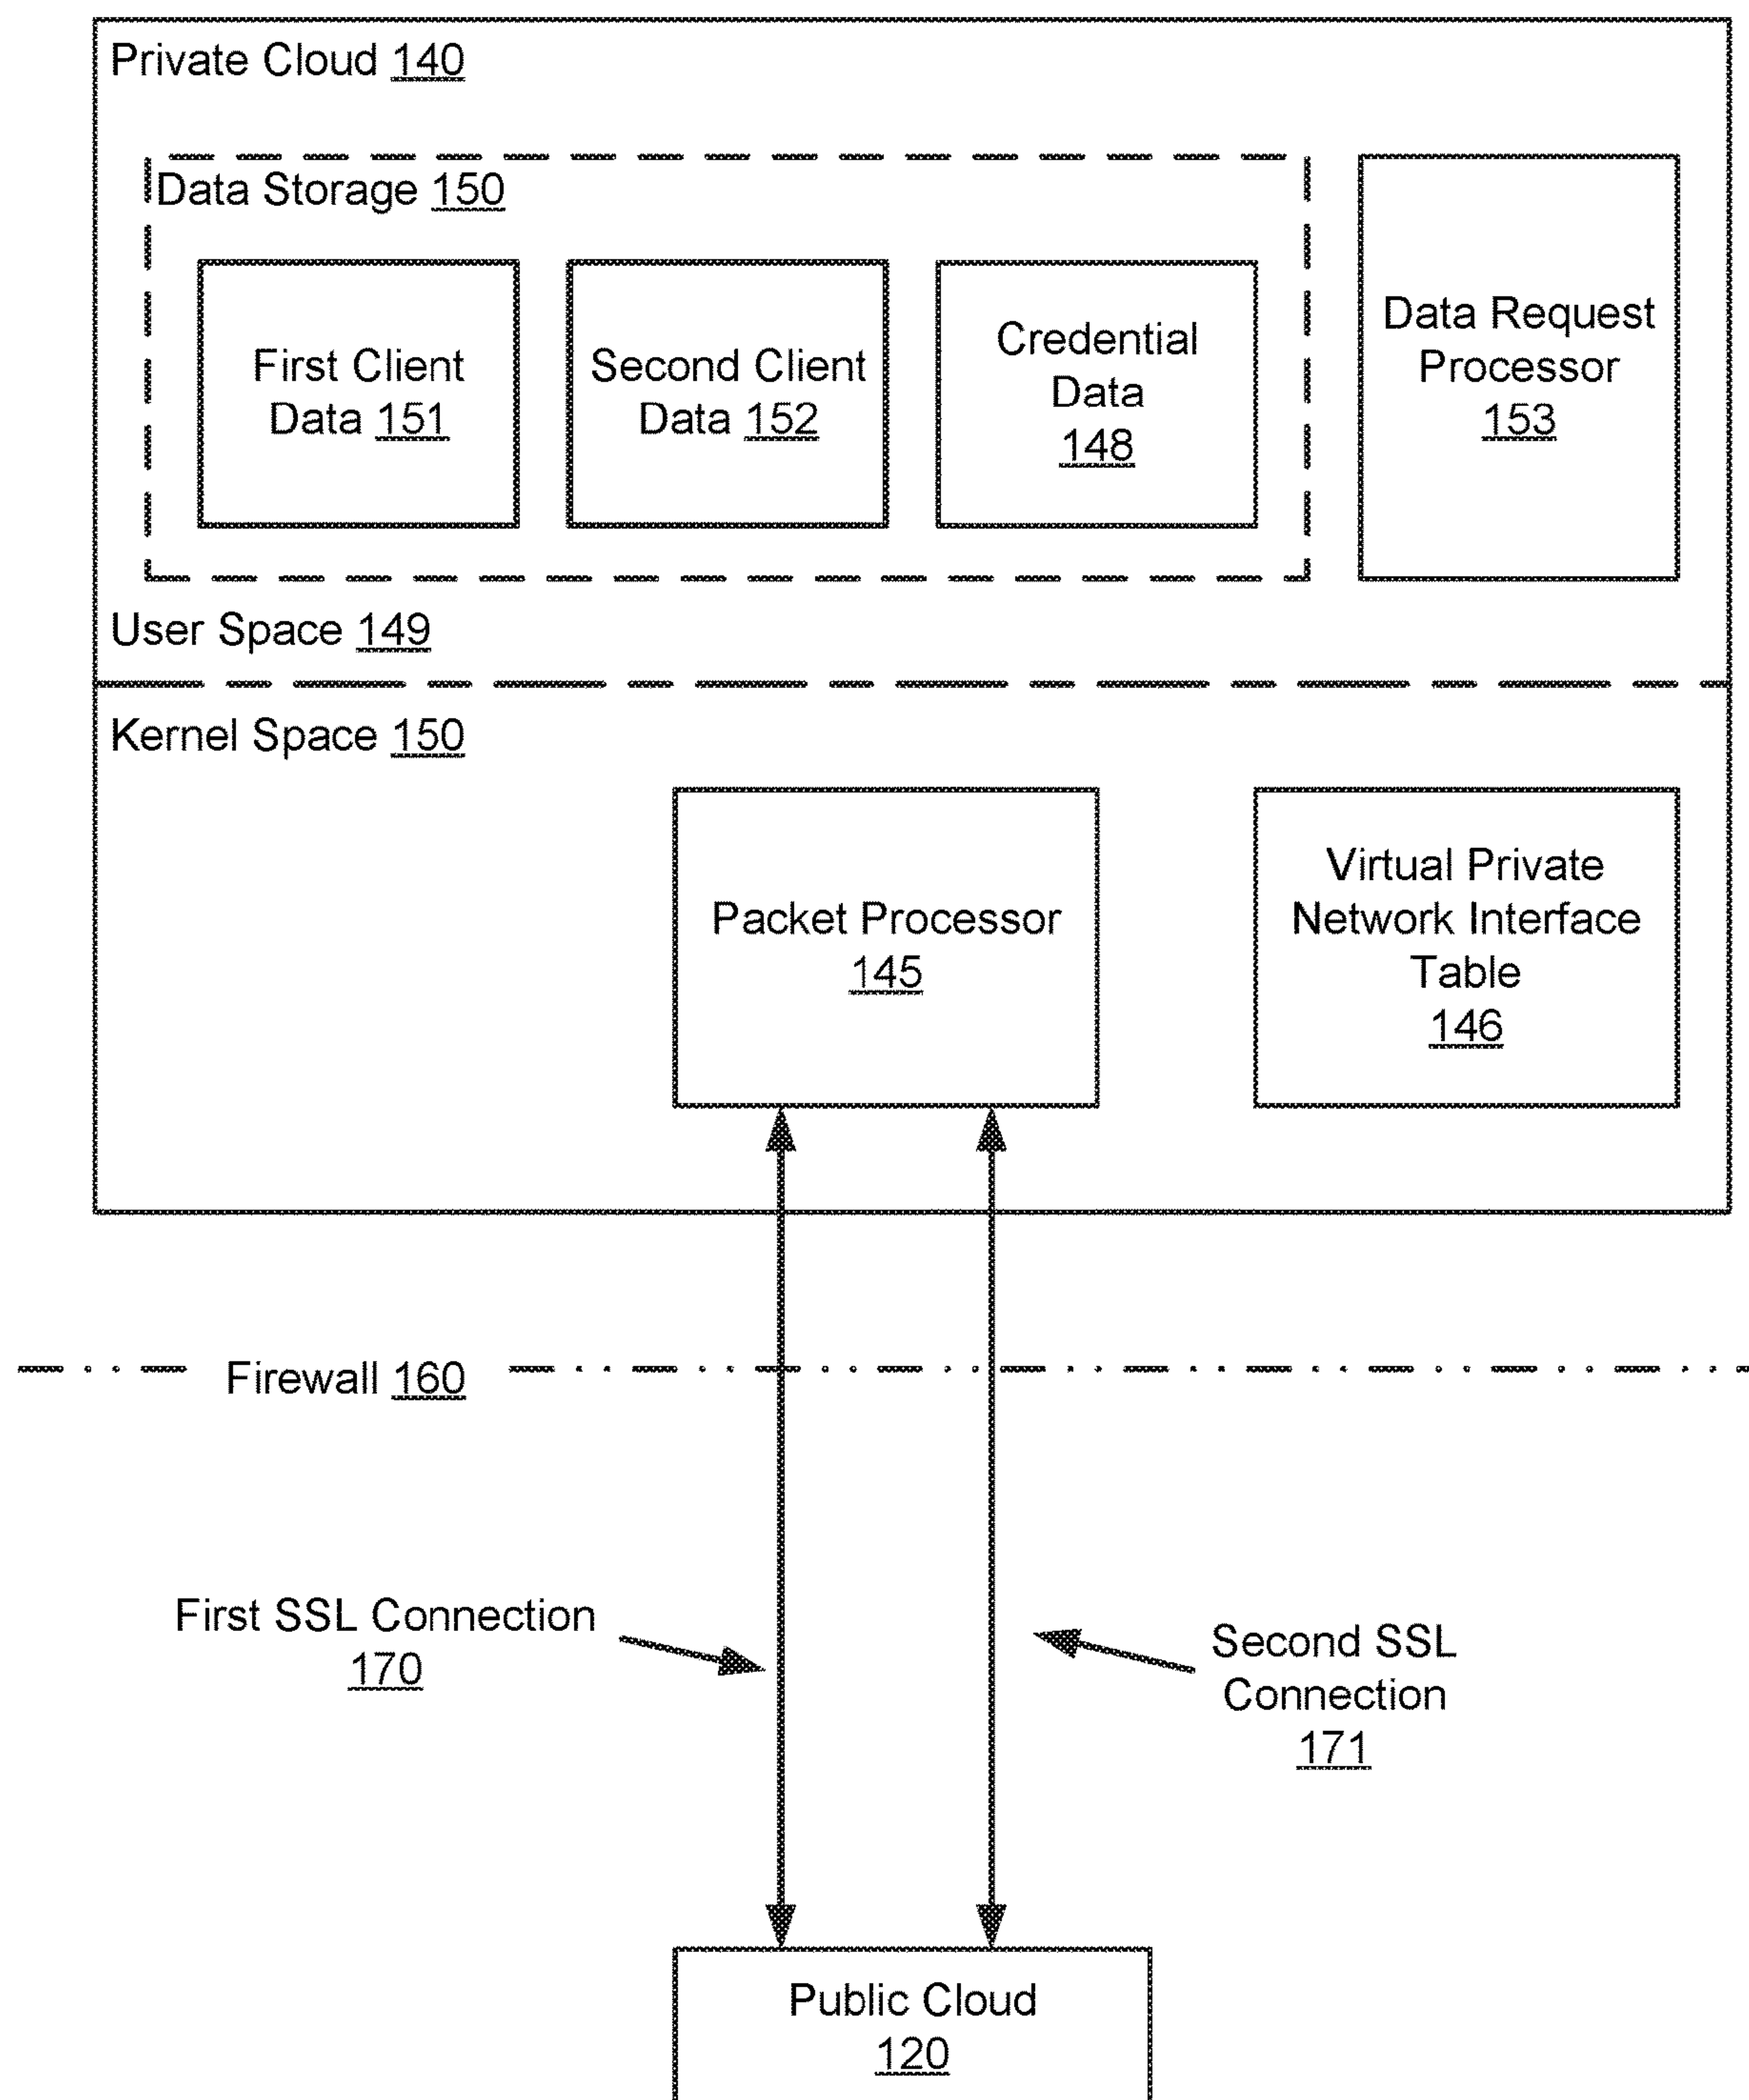 Private Cloud 140
Data Storage 150
First Client
Data 151
Second Client
Data 152
Credential
Data
148
Data Request
Processor
153
User Space 149
Kernel Space 150
Packet Processor
145
Virtual Private
Network Interface
Table
146
Firewall 160
First SSL Connection
170
Second SSL
Connection
171
Public Cloud
120